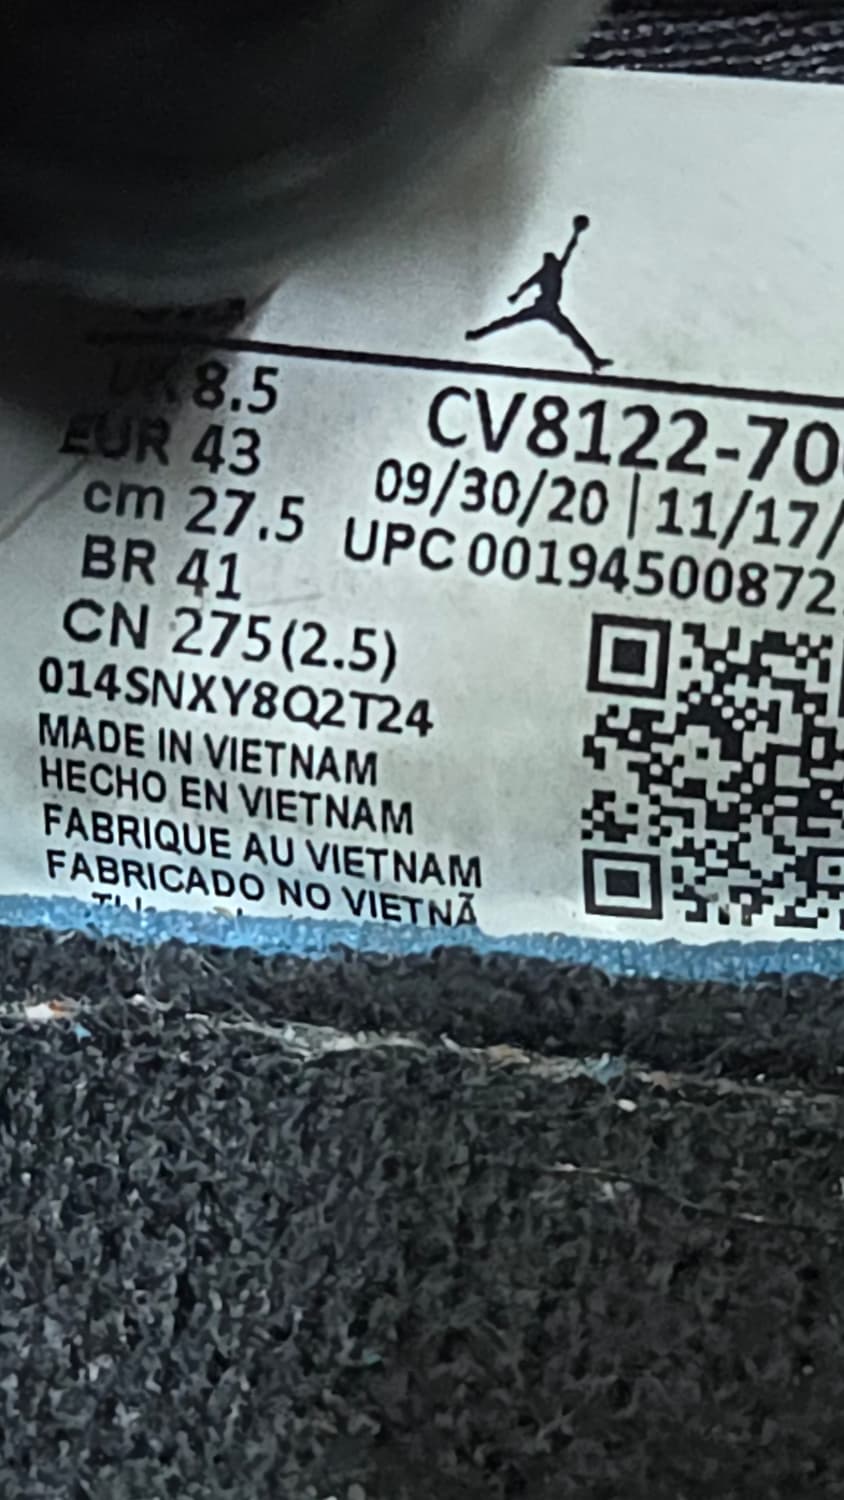 UK 8.5
EUR 43
cm 27.5
BR 41
CN 275(2.5)
014SNXY8Q2T24
MADE IN VIETNAM
HECHO EN VIETNAM
FABRIQUE AU VIETNAM
FABRICADO NO VIETNÃ
CV8122-70
09/30/20 | 11/17/
UPC 00194500872